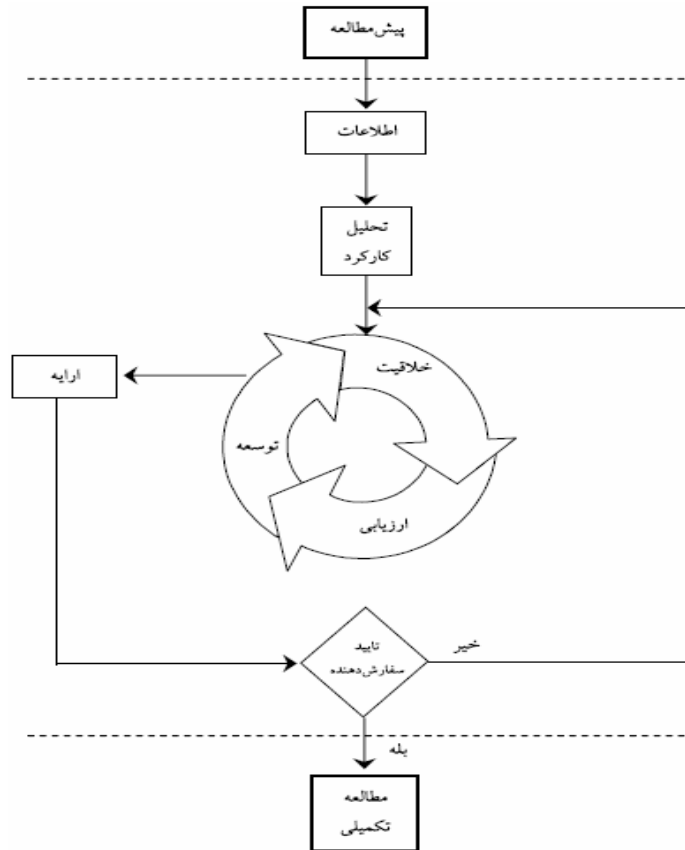 پیش‌مطالعه
اطلاعات
تحلیل
کارکرد
خلاقیت
ارایه
توسعه
ارزیابی
تایید
سفارش‌دهنده
خیر
بله
مطالعه
تکمیلی